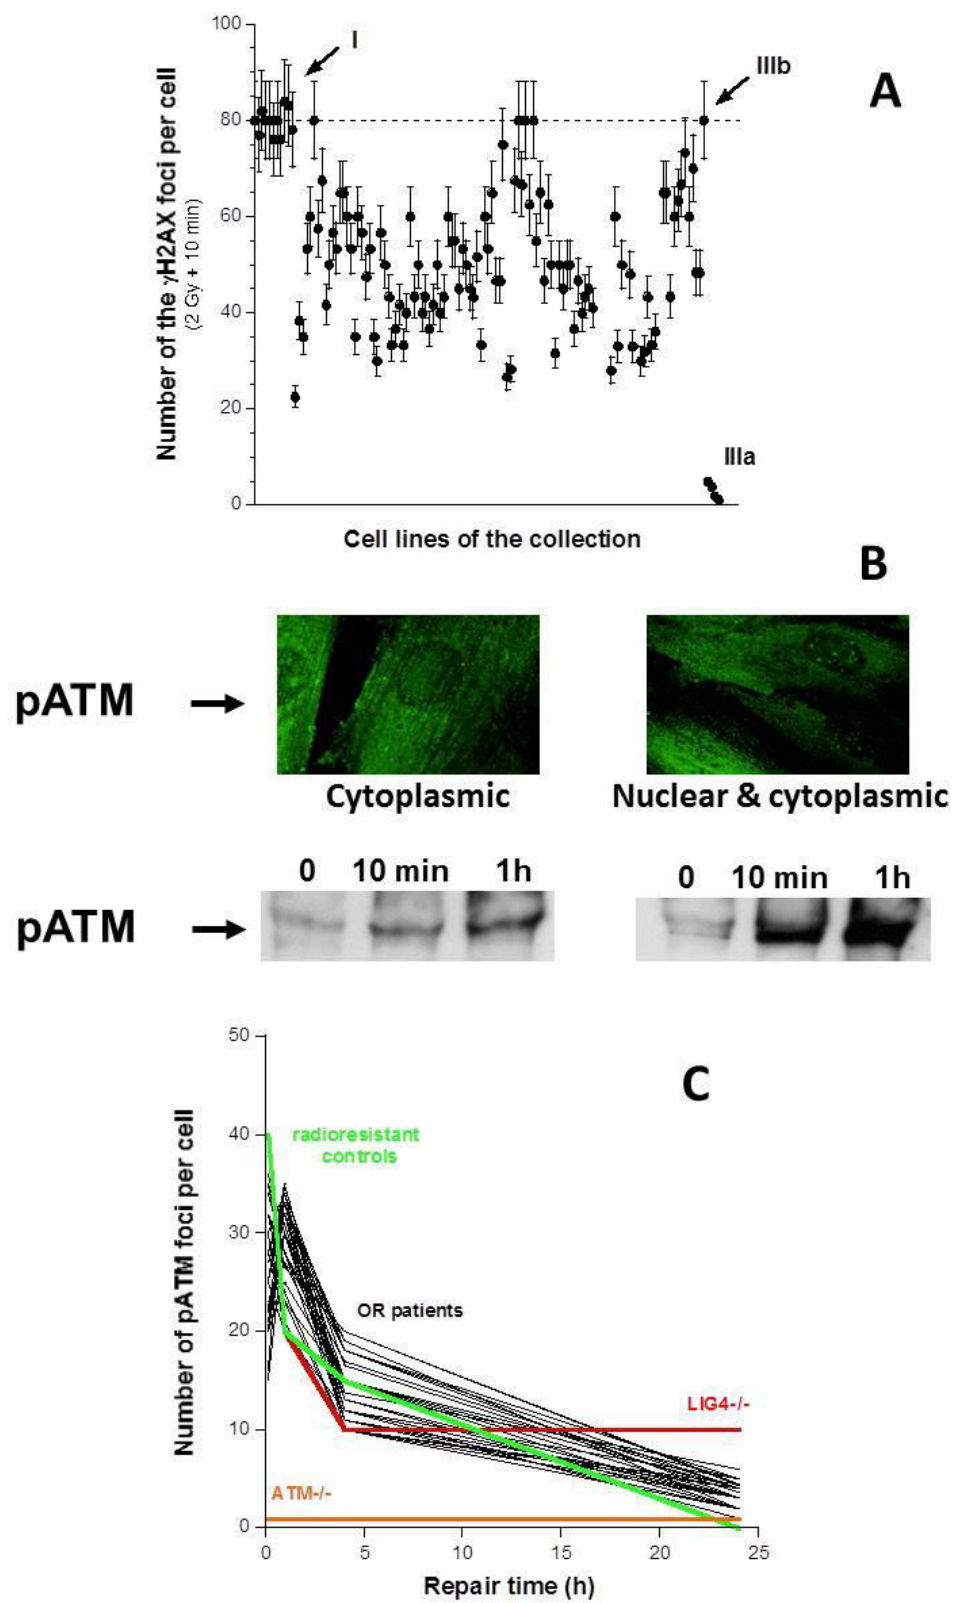 A
Number of the γH2AX foci per cell
(2 Gy + 10 min)
100
80
60
40
20
0
I
IIIb
IIIa
Cell lines of the collection
B
pATM
Cytoplasmic
Nuclear & cytoplasmic
0 10 min 1h
0 10 min 1h
pATM
C
Number of pATM foci per cell
50
40
30
20
10
0
radioresistant
controls
OR patients
LIG4-/-
ATM-/-
0 5 10 15 20 25
Repair time (h)